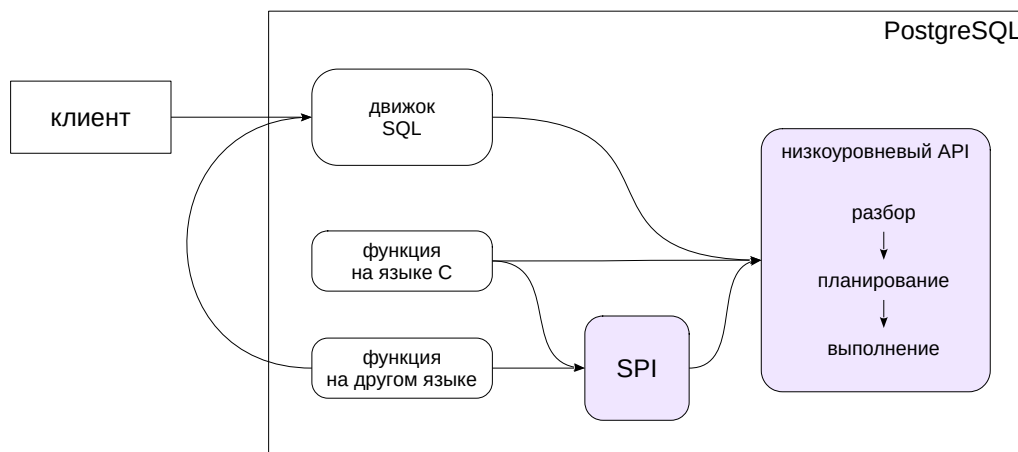 PostgreSQL
клиент
движок
SQL
низкоуровневый API
разбор
функция
на языке C
планирование
выполнение
функция
на другом языке
SPI